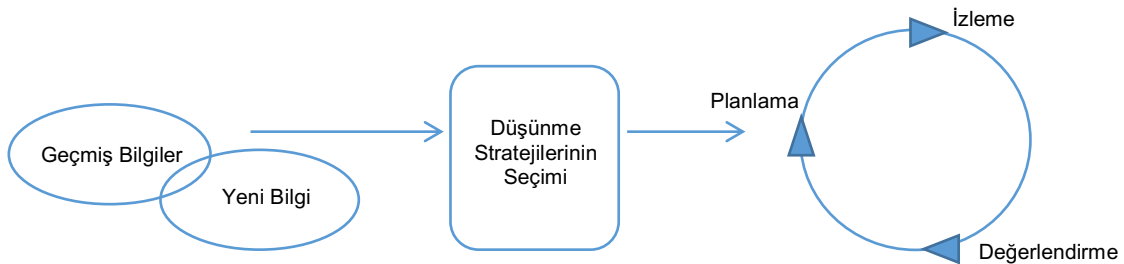 Geçmiş Bilgiler
Yeni Bilgi
Düşünme
Stratejilerinin
Seçimi
Planlama
İzleme
Değerlendirme